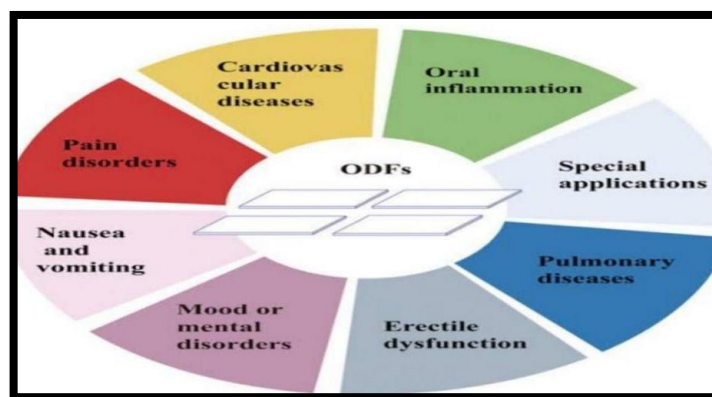 Cardiovas
cular
diseases
Oral
inflammation
Pain
disorders
ODFs
Special
applications
Nausea
and
vomiting
Pulmonary
diseases
Mood or
mental
disorders
Erectile
dysfunction